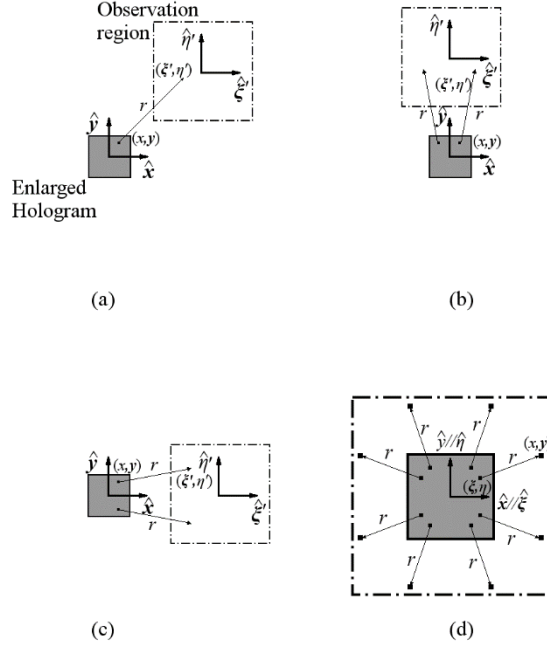 Observation
region
η̂′
(ξ′,η′)
ξ̂′
r
ŷ
(x,y)
x̂
Enlarged
Hologram
(a)
η̂′
ξ̂′
(ξ′,η′)
r
r
ŷ
(x,y)
x̂
(b)
ŷ
(x,y)
r
η̂′
(ξ′,η′)
x̂
ξ̂′
r
(c)
r
r
ŷ//η̂
r
r
(x,y
(ξ,η)
x̂//ξ̂
r
r
r
r
(d)